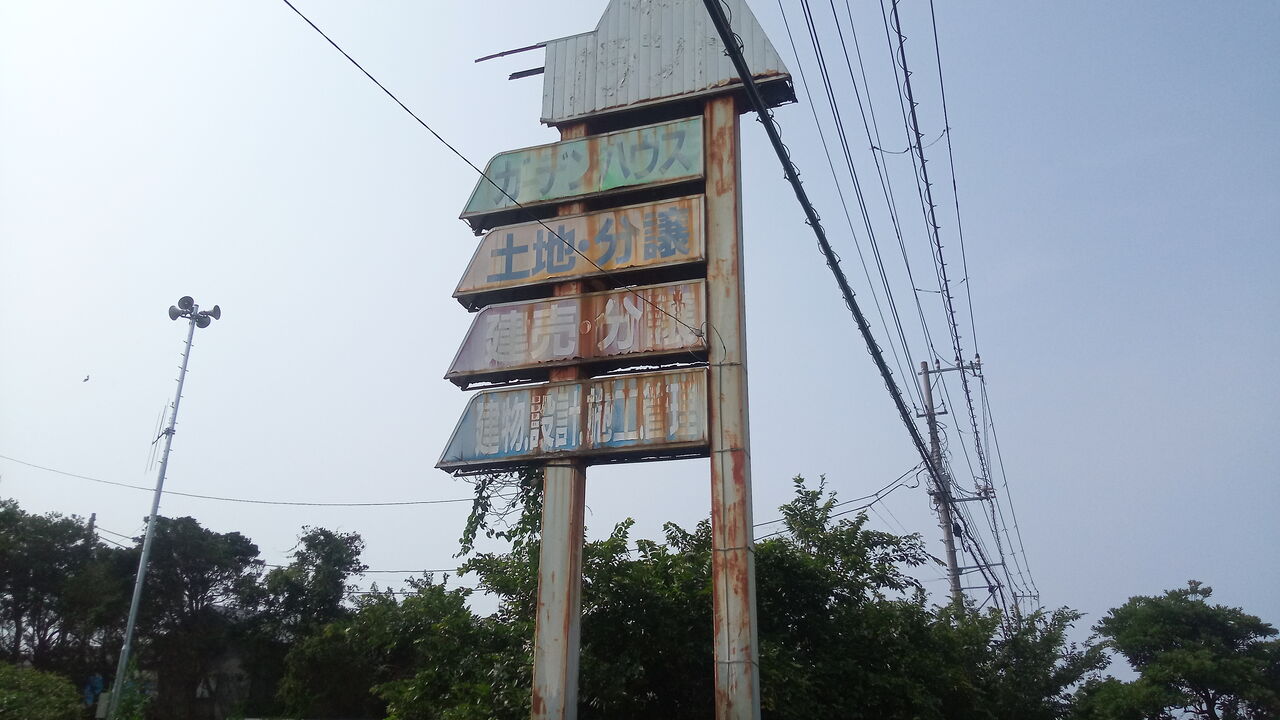 ガーデンハウス
土地・分譲
建売・分譲
建物設計施工管理